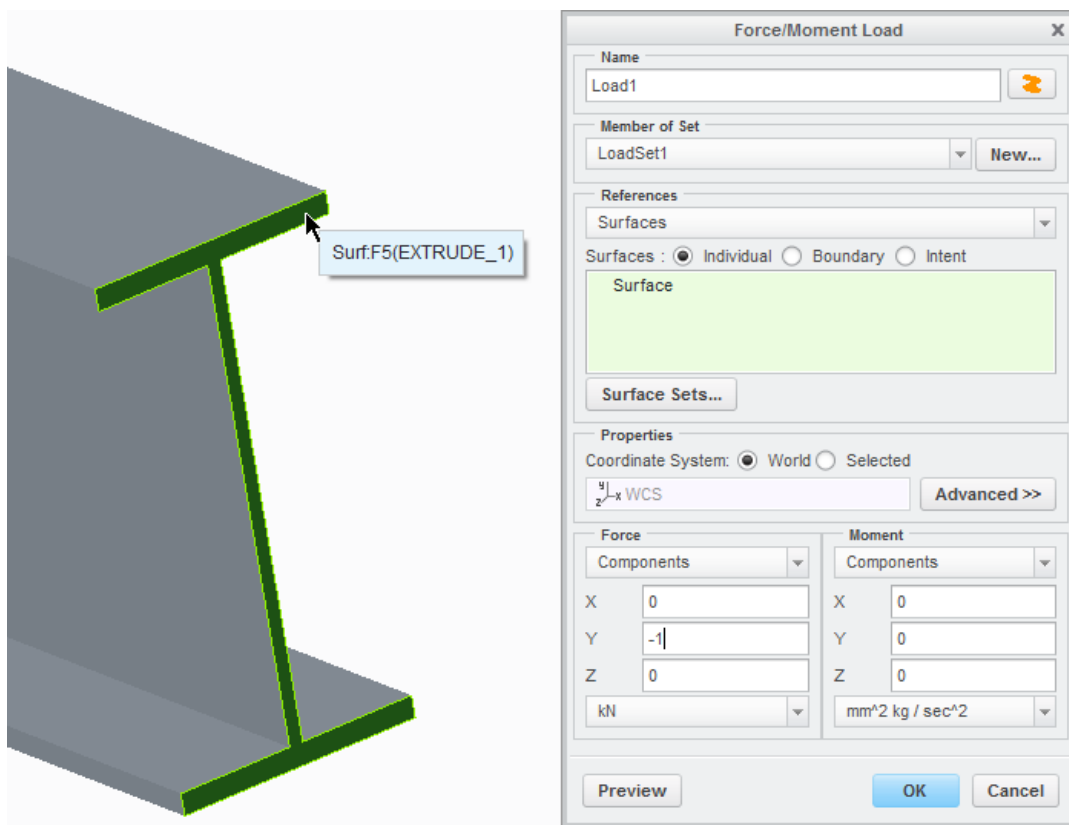 Surf:F5(EXTRUDE_1)
Force/Moment Load X
Name
Load1
Member of Set
LoadSet1 New...
References
Surfaces
Surfaces : Individual Boundary Intent
Surface
Surface Sets...
Properties
Coordinate System: World Selected
y x z WCS Advanced >>
Force Moment
Components Components
X 0 X 0
Y -1 Y 0
Z 0 Z 0
kN mm^2 kg / sec^2
Preview OK Cancel